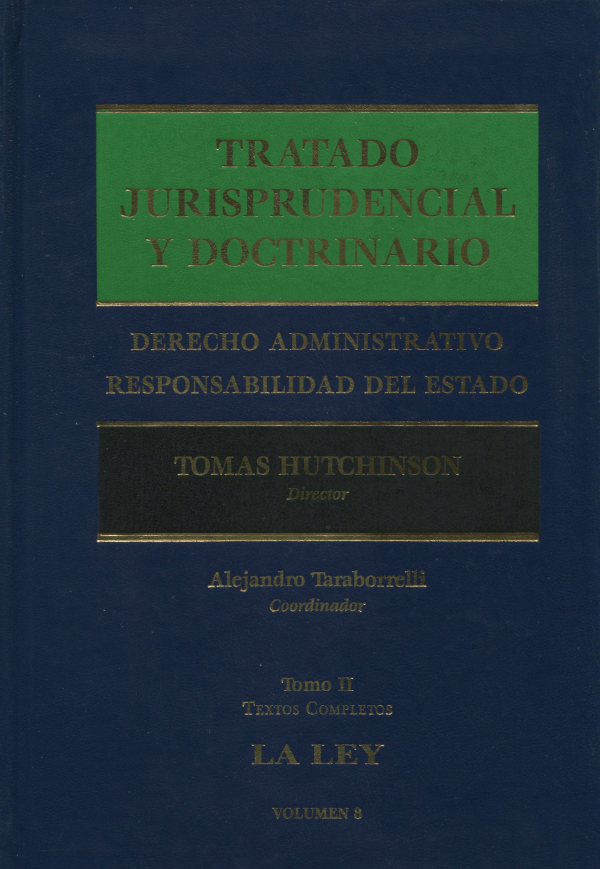 TRATADO
JURISPRUDENCIAL
Y DOCTRINARIO
DERECHO ADMINISTRATIVO
RESPONSABILIDAD DEL ESTADO
TOMAS HUTCHINSON
Director
Alejandro Taraborrelli
Coordinador
Tomo II
TEXTOS COMPLETOS
LA LEY
VOLUMEN 8